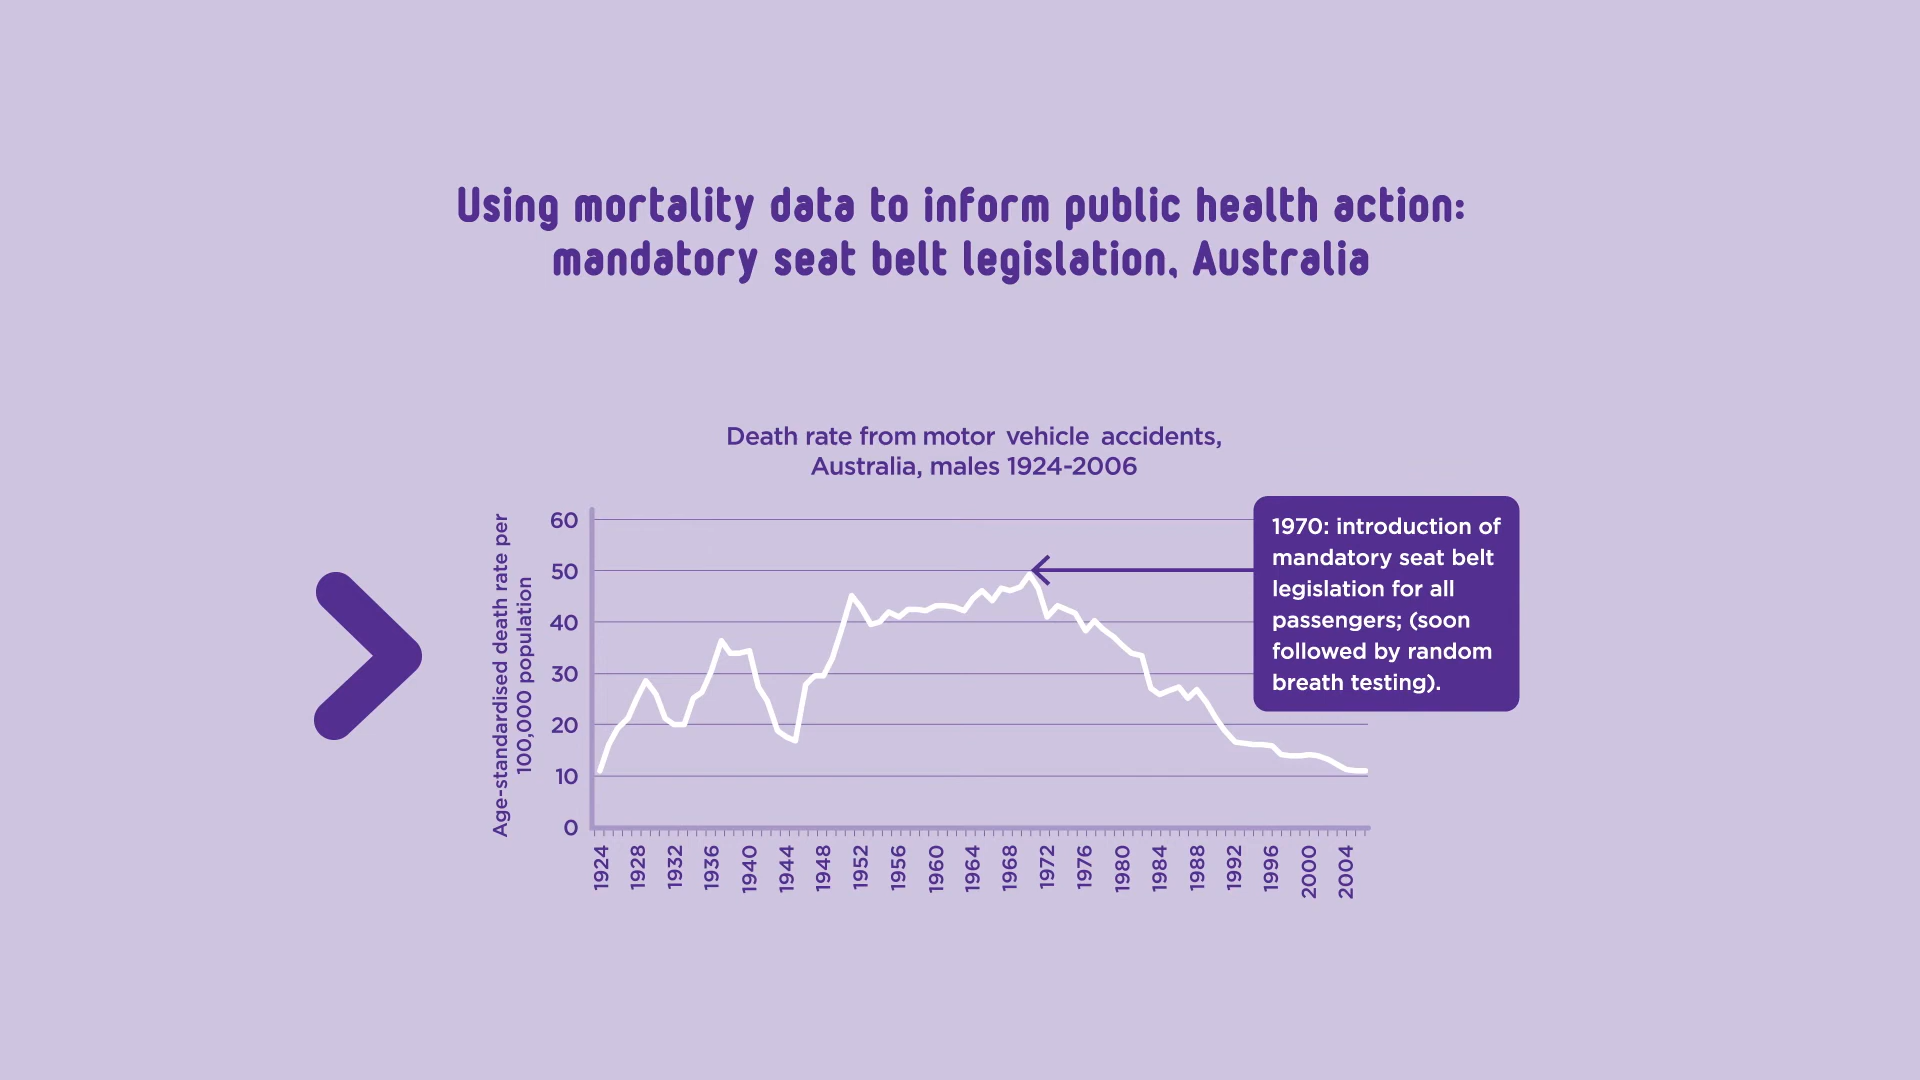 Using mortality data to inform public health action:
mandatory seat belt legislation, Australia
Death rate from motor vehicle accidents,
Australia, males 1924-2006
Age-standardised death rate per
100,000 population
60
50
40
30
20
10
0
1924
1928
1932
1936
1940
1944
1948
1952
1956
1960
1964
1968
1972
1976
1980
1984
1988
1992
1996
2000
2004
1970: introduction of
mandatory seat belt
legislation for all
passengers; (soon
followed by random
breath testing).